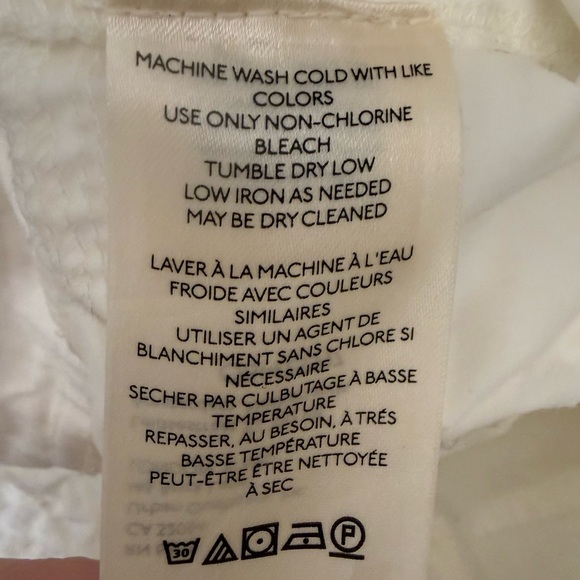 MACHINE WASH COLD WITH LIKE
COLORS
USE ONLY NON-CHLORINE
BLEACH
TUMBLE DRY LOW
LOW IRON AS NEEDED
MAY BE DRY CLEANED
LAVER À LA MACHINE À L'EAU
FROIDE AVEC COULEURS
SIMILAIRES
UTILISER UN AGENT DE
BLANCHIMENT SANS CHLORE SI
NÉCESSAIRE
SECHER PAR CULBUTAGE À BASSE
TEMPERATURE
REPASSER, AU BESOIN, À TRÉS
BASSE TEMPÉRATURE
PEUT-ÊTRE ÊTRE NETTOYÉE
À SEC
30 P